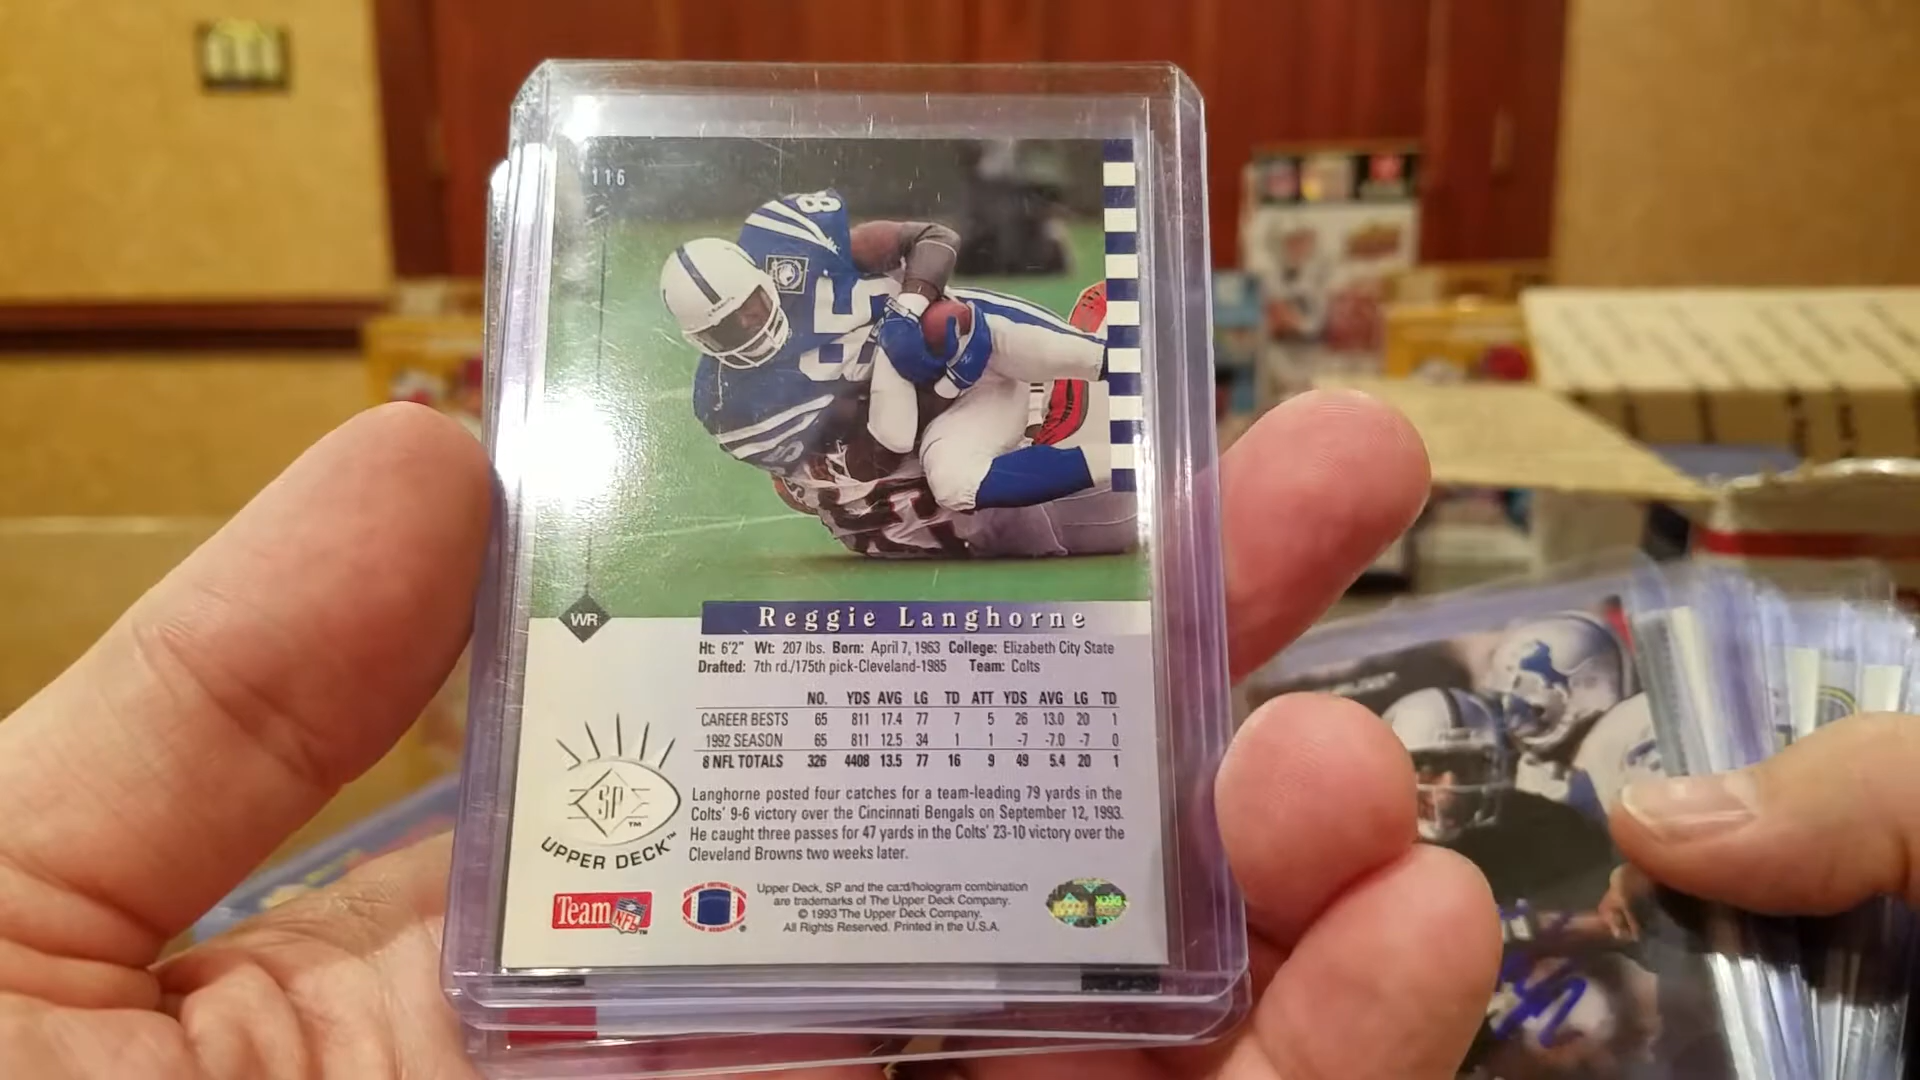 116
85
WR
Reggie Langhorne
Ht: 6'2" Wt: 207 lbs. Born: April 7, 1963 College: Elizabeth City State
Drafted: 7th rd./175th pick-Cleveland-1985 Team: Colts
NO. YDS AVG LG TD ATT YDS AVG LG TD
CAREER BESTS 65 811 17.4 77 7 5 26 13.0 20 1
1992 SEASON 65 811 12.5 34 1 1 -7 -7.0 -7 0
8 NFL TOTALS 326 4408 13.5 77 16 9 49 5.4 20 1
Langhorne posted four catches for a team-leading 79 yards in the
Colts' 9-6 victory over the Cincinnati Bengals on September 12, 1993.
He caught three passes for 47 yards in the Colts' 23-10 victory over the
Cleveland Browns two weeks later.
SP™
UPPER DECK™
Team NFL™
Upper Deck, SP and the card/hologram combination
are trademarks of The Upper Deck Company.
© 1993 The Upper Deck Company.
All Rights Reserved. Printed in the U.S.A.